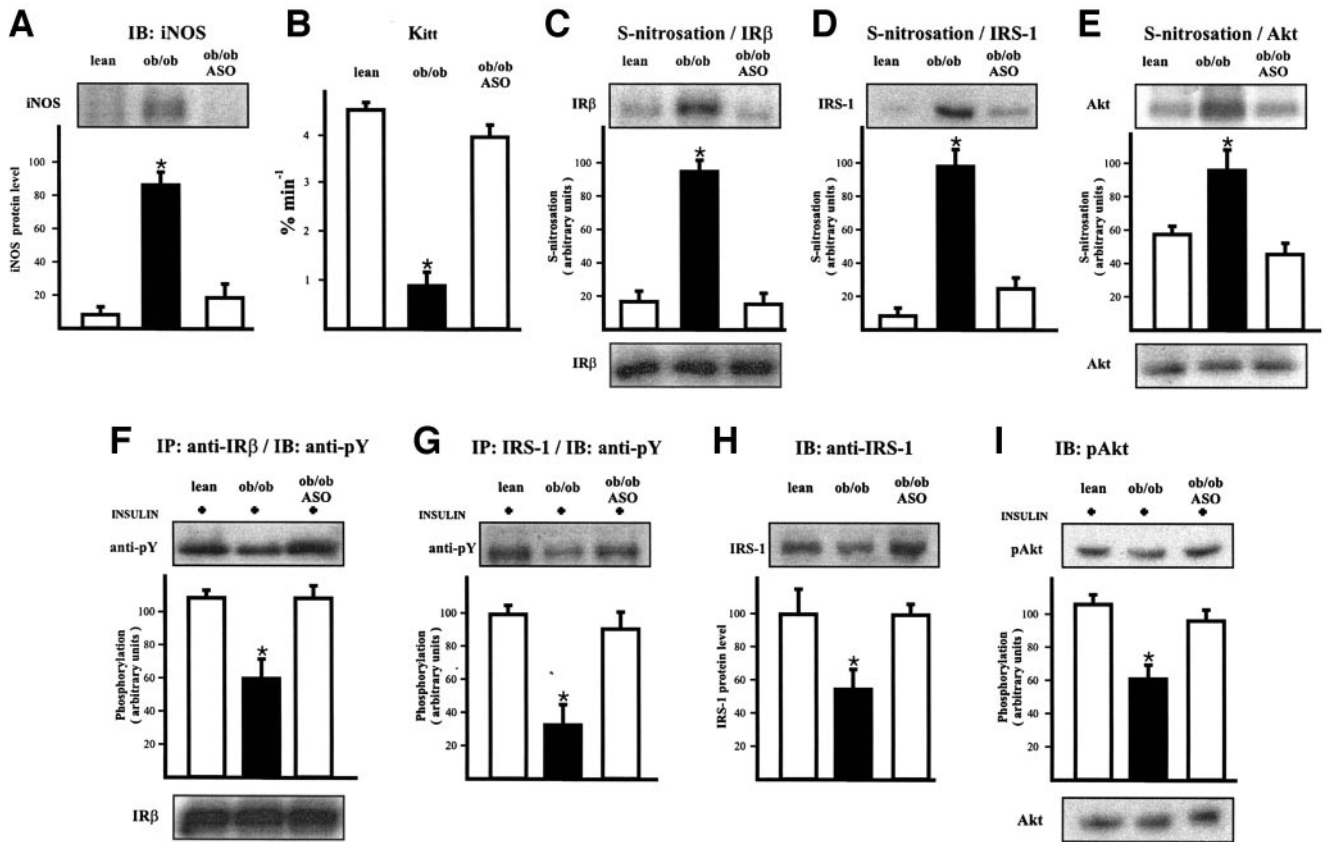 A
IB: iNOS
lean ob/ob ob/ob ASO
iNOS
iNOS protein level
100
80
60
40
20
*
B
Kitt
lean ob/ob ob/ob ASO
% min-1
4
3
2
1
*
C
S-nitrosation / IRβ
lean ob/ob ob/ob ASO
IRβ
S-nitrosation
( arbitrary units )
100
80
60
40
20
*
IRβ
D
S-nitrosation / IRS-1
lean ob/ob ob/ob ASO
IRS-1
S-nitrosation
( arbitrary units )
100
80
60
40
20
*
E
S-nitrosation / Akt
lean ob/ob ob/ob ASO
Akt
S-nitrosation
( arbitrary units )
100
80
60
40
20
*
Akt
F
IP: anti-IRβ / IB: anti-pY
lean ob/ob ob/ob ASO
INSULIN + + +
anti-pY
Phosphorylation
( arbitrary units )
100
80
60
40
20
*
IRβ
G
IP: IRS-1 / IB: anti-pY
lean ob/ob ob/ob ASO
INSULIN + + +
anti-pY
Phosphorylation
( arbitrary units )
100
80
60
40
20
*
H
IB: anti-IRS-1
lean ob/ob ob/ob ASO
IRS-1
IRS-1 protein level
100
80
60
40
20
*
I
IB: pAkt
lean ob/ob ob/ob ASO
INSULIN + + +
pAkt
Phosphorylation
( arbitrary units )
100
80
60
40
20
*
Akt